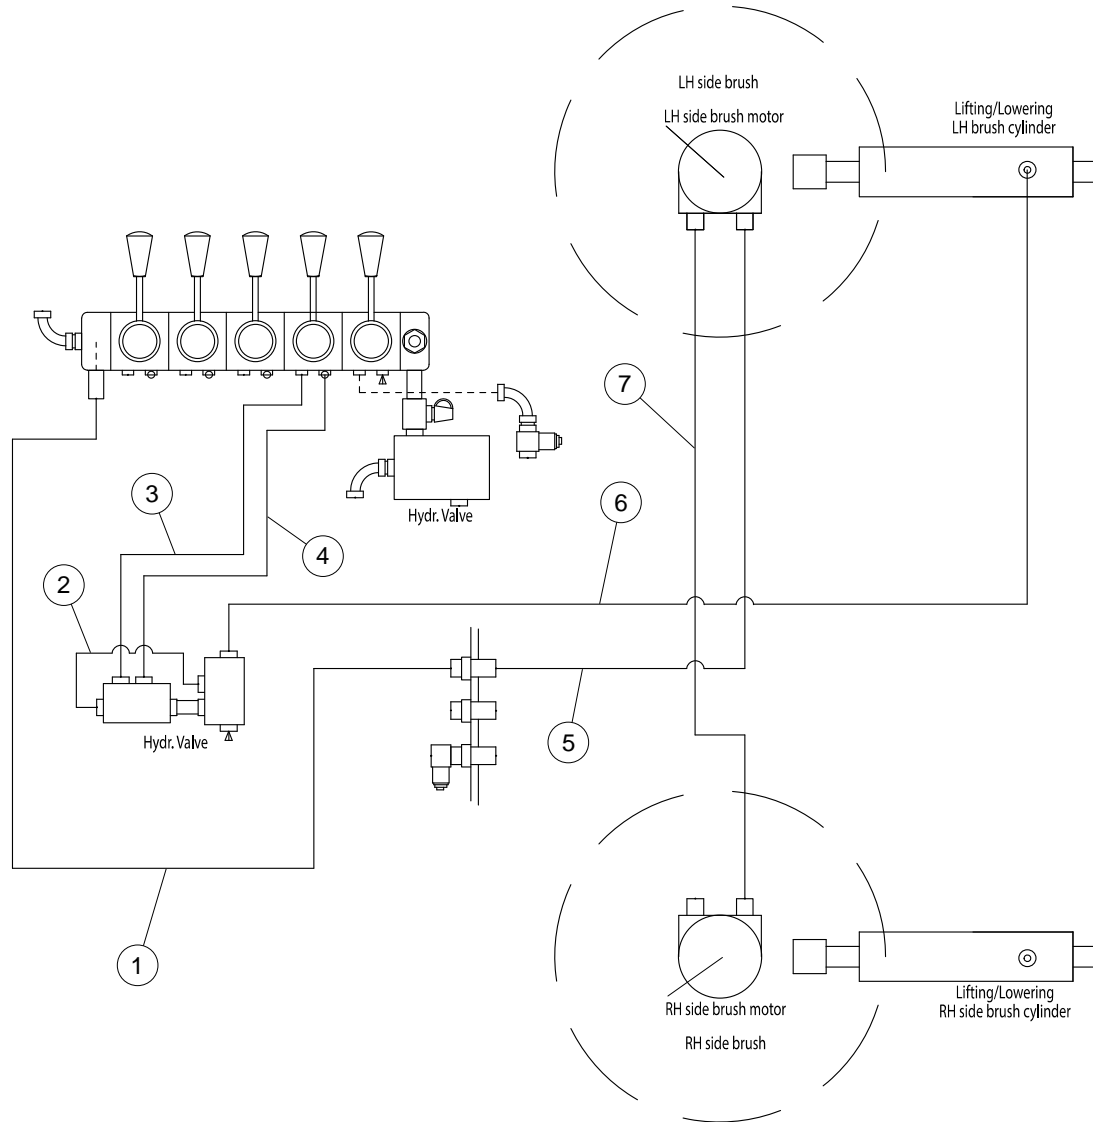 LH side brush
LH side brush motor
Lifting/Lowering
LH brush cylinder
7
3
6
Hydr. Valve
4
2
Hydr. Valve
5
1
RH side brush motor
RH side brush
Lifting/Lowering
RH side brush cylinder